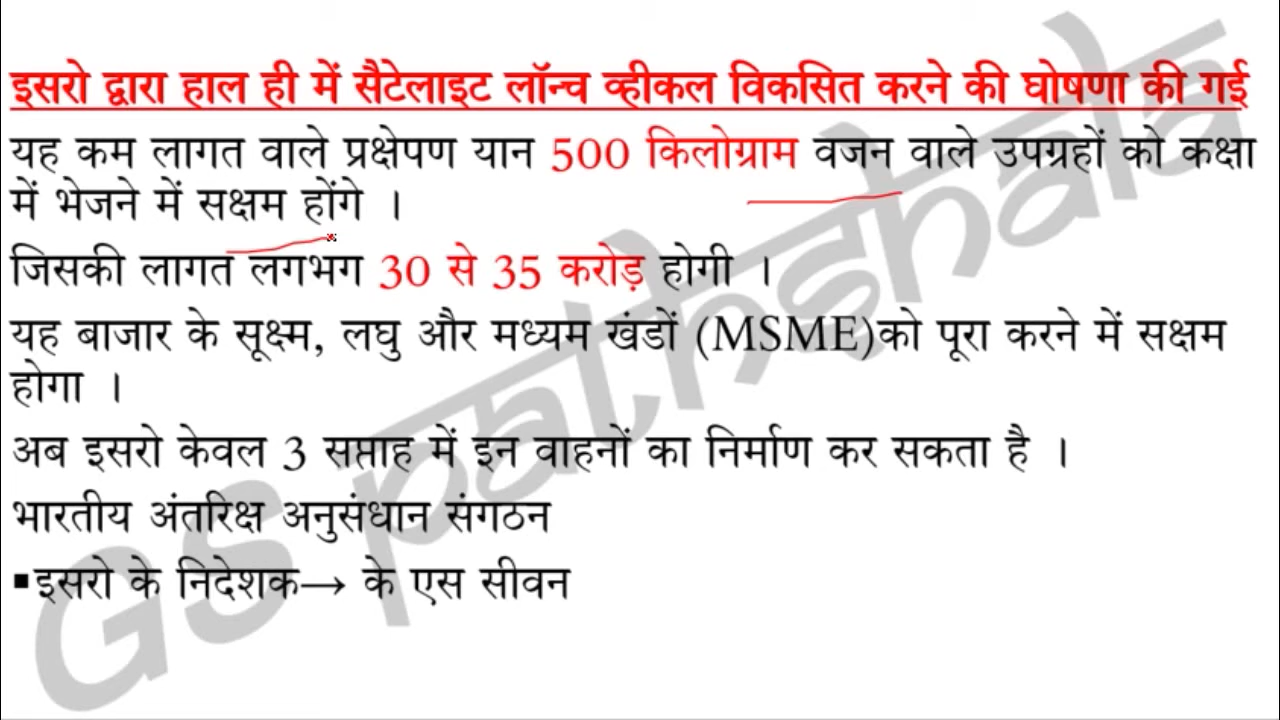 इसरो द्वारा हाल ही में सैटेलाइट लॉन्च व्हीकल विकसित करने की घोषणा की गई
यह कम लागत वाले प्रक्षेपण यान 500 किलोग्राम वजन वाले उपग्रहों को कक्षा
में भेजने में सक्षम होंगे ।
जिसकी लागत लगभग 30 से 35 करोड़ होगी ।
यह बाजार के सूक्ष्म, लघु और मध्यम खंडों (MSME)को पूरा करने में सक्षम
होगा ।
अब इसरो केवल 3 सप्ताह में इन वाहनों का निर्माण कर सकता है ।
भारतीय अंतरिक्ष अनुसंधान संगठन
▪इसरो के निदेशक→ के एस सीवन
GS pathshala